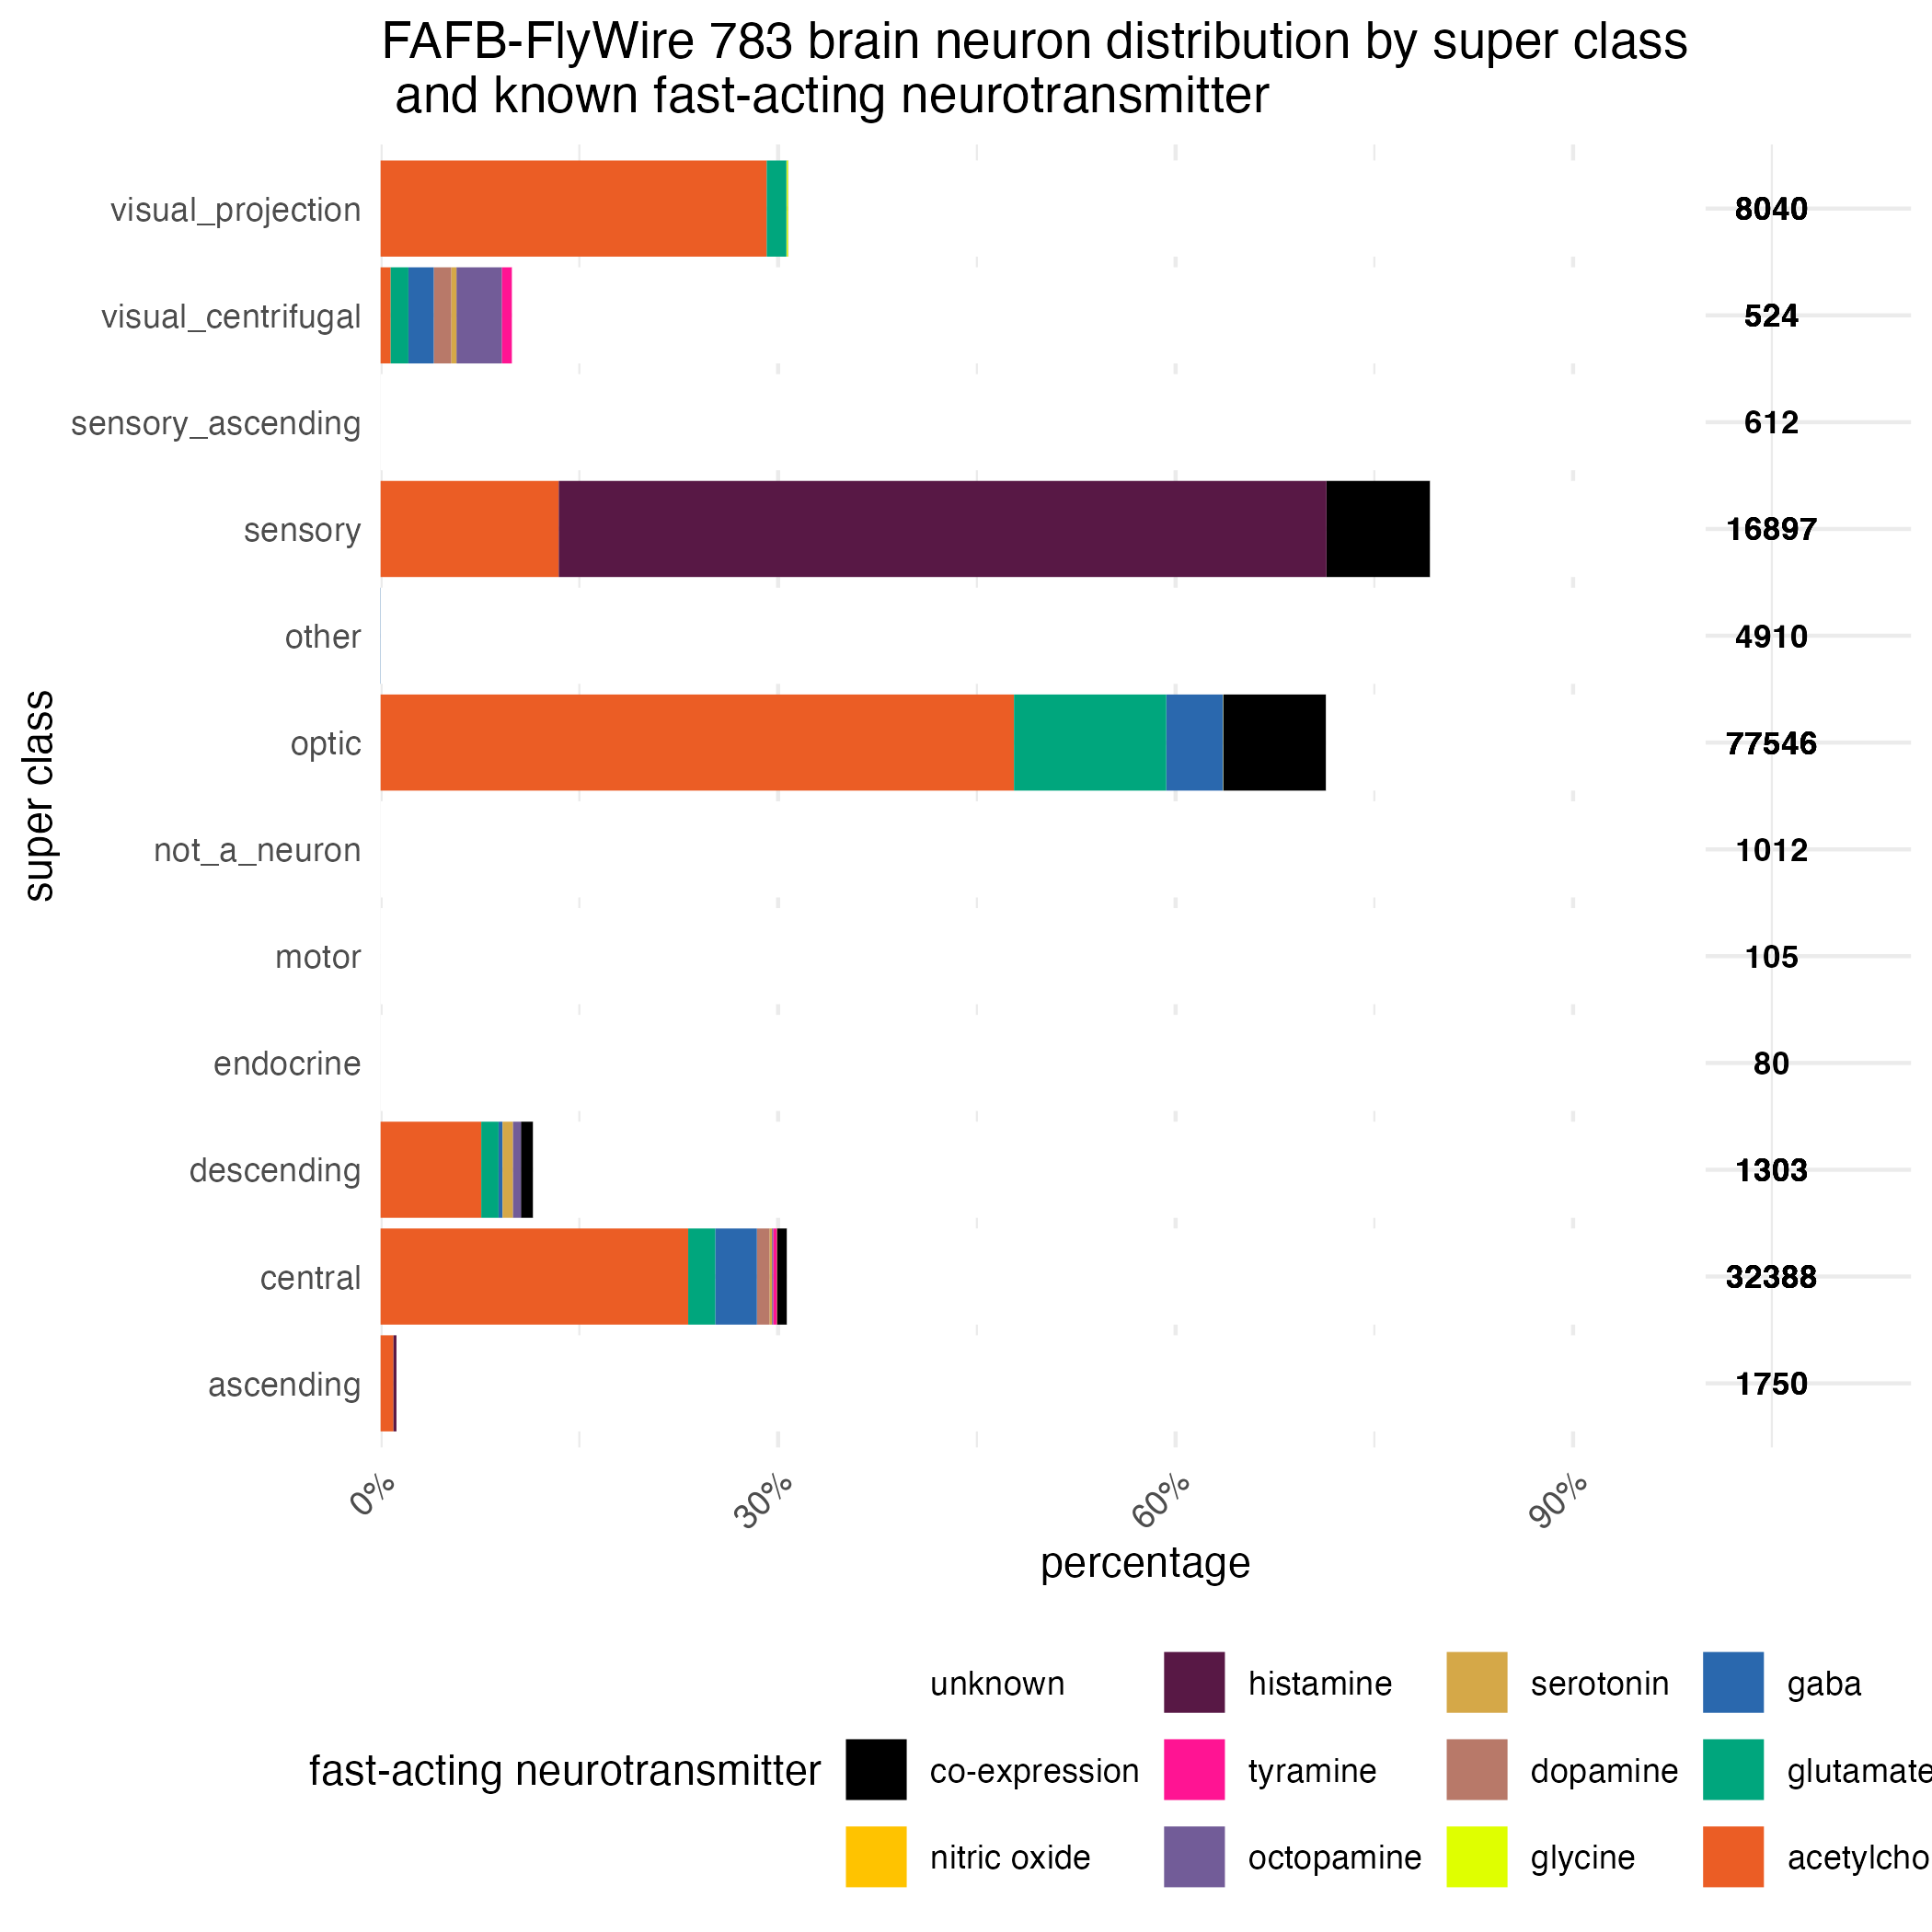 FAFB-FlyWire 783 brain neuron distribution by super class
and known fast-acting neurotransmitter
visual_projection 8040
visual_centrifugal 524
sensory_ascending 612
sensory 16897
other 4910
optic 77546
not_a_neuron 1012
motor 105
endocrine 80
descending 1303
central 32388
ascending 1750
super class
0% 30% 60% 90%
percentage
unknown histamine serotonin gaba
fast-acting neurotransmitter co-expression tyramine dopamine glutamate
nitric oxide octopamine glycine acetylcho